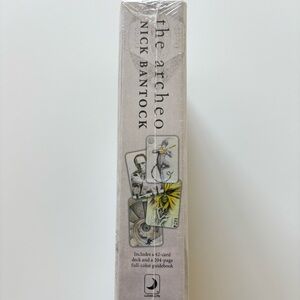 the archeo
NICK BANTOCK
Includes a 42-card
deck and a 204-page
full-color guidebook